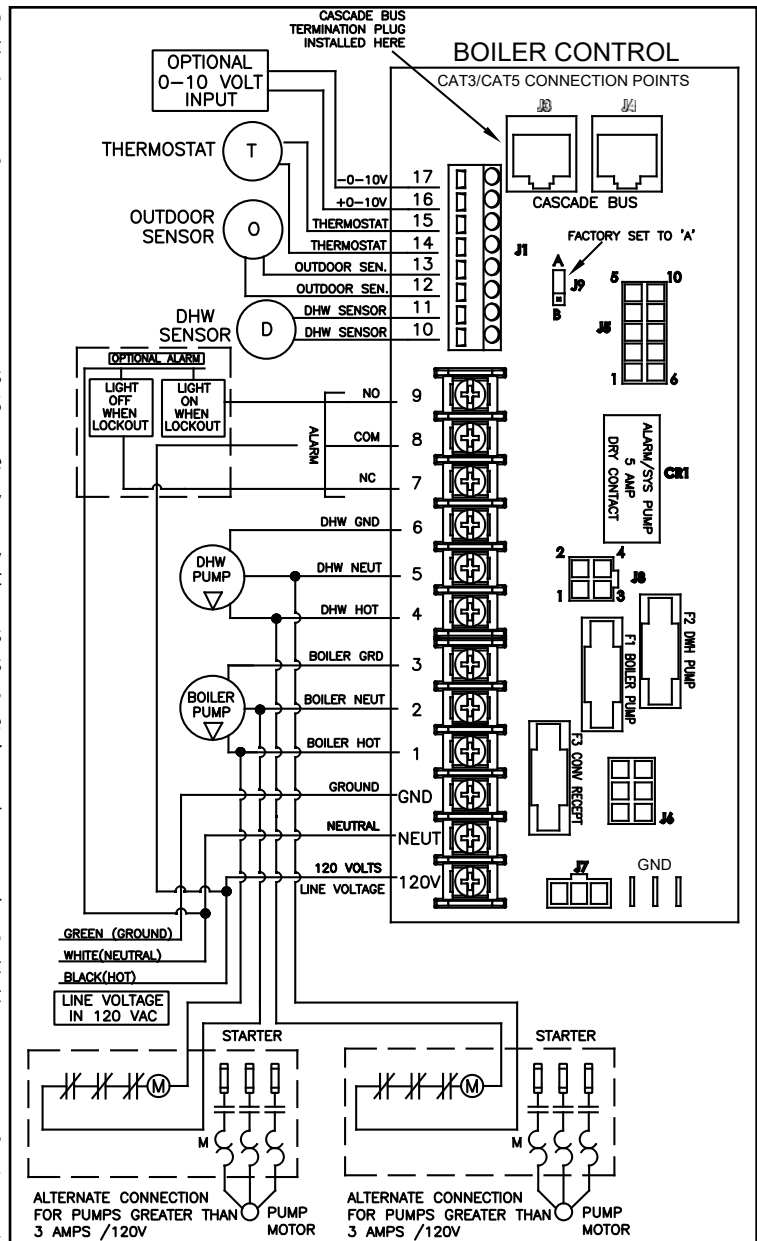 CASCADE BUS
TERMINATION PLUG
INSTALLED HERE
BOILER CONTROL
CAT3/CAT5 CONNECTION POINTS
OPTIONAL
0-10 VOLT
INPUT
J3
J4
CASCADE BUS
THERMOSTAT
T
OUTDOOR
SENSOR
O
DHW
SENSOR
D
-0-10V 17
+0-10V 16
THERMOSTAT 15
THERMOSTAT 14
OUTDOOR SEN. 13
OUTDOOR SEN. 12
DHW SENSOR 11
DHW SENSOR 10
J1
FACTORY SET TO 'A'
A
J9
B
5 10
J5
1 6
OPTIONAL ALARM
LIGHT
OFF
WHEN
LOCKOUT
LIGHT
ON
WHEN
LOCKOUT
ALARM
NO 9
COM 8
NC 7
DHW GND 6
DHW NEUT 5
DHW HOT 4
DHW
PUMP
BOILER GRD 3
BOILER NEUT 2
BOILER HOT 1
BOILER
PUMP
GROUND GND
NEUTRAL NEUT
120 VOLTS 120V
LINE VOLTAGE
ALARM/SYS PUMP
5 AMP
DRY CONTACT
CR1
2 4
J8
1 3
F2 DWH PUMP
F1 BOILER PUMP
F3 CONV RECEPT
J6
J7
GND
GREEN (GROUND)
WHITE(NEUTRAL)
BLACK(HOT)
LINE VOLTAGE
IN 120 VAC
STARTER
M
M
ALTERNATE CONNECTION
FOR PUMPS GREATER THAN
3 AMPS /120V
PUMP
MOTOR
STARTER
M
M
ALTERNATE CONNECTION
FOR PUMPS GREATER THAN
3 AMPS /120V
PUMP
MOTOR